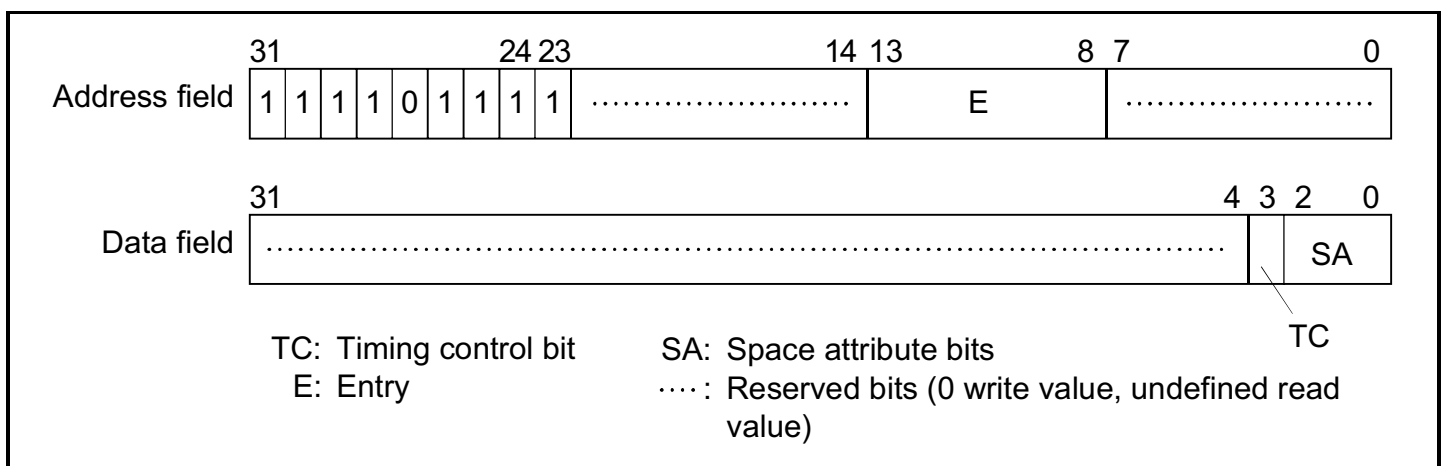 31 24 23 14 13 8 7 0
Address field 1 1 1 1 0 1 1 1 1 ........................ E ........................
31 4 3 2 0
Data field ........................ SA
TC
TC: Timing control bit SA: Space attribute bits
E: Entry ....: Reserved bits (0 write value, undefined read
value)